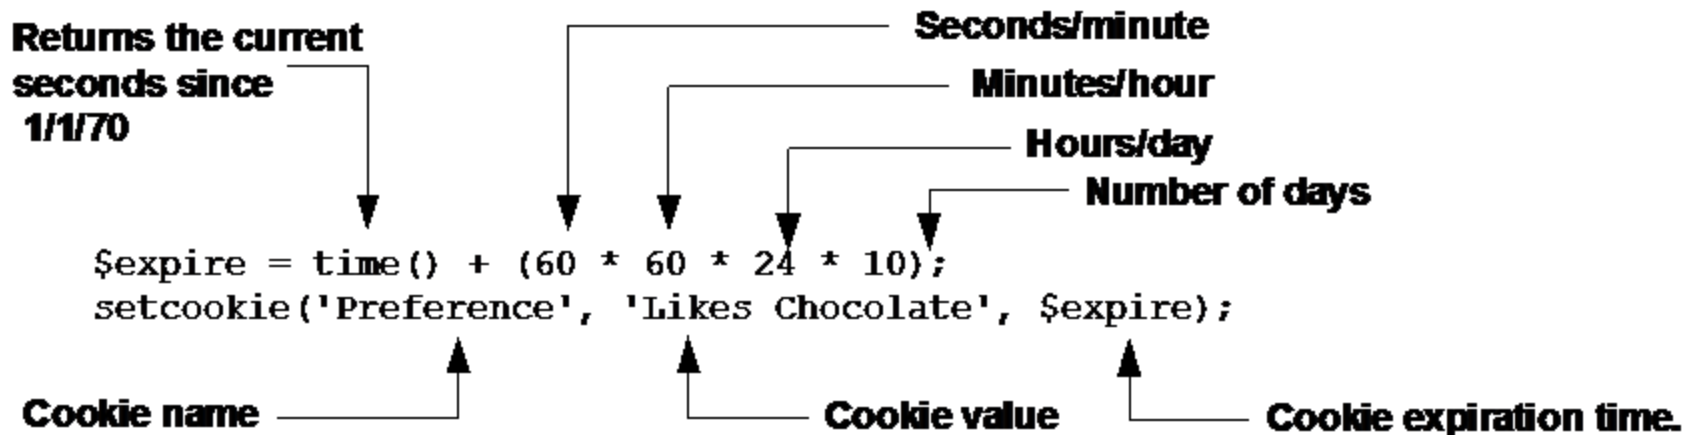 Returns the current
seconds since
1/1/70
Seconds/minute
Minutes/hour
Hours/day
Number of days
$expire = time() + (60 * 60 * 24 * 10);
setcookie('Preference', 'Likes Chocolate', $expire);
Cookie name
Cookie value
Cookie expiration time.